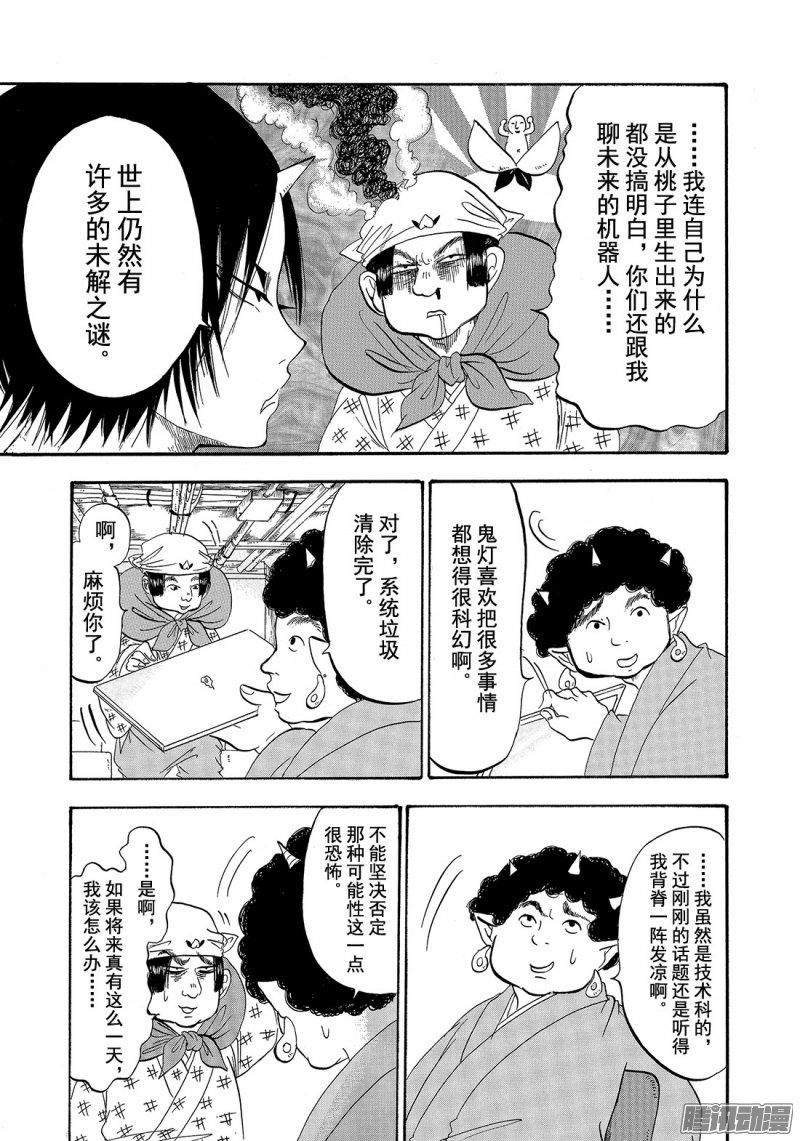 ……我连自己为什么
是从桃子里生出来的
都没搞明白，你们还跟我
聊未来的机器人……
世上仍然有
许多的未解之谜。
鬼灯喜欢把很多事情
都想得很科幻啊。
对了，系统垃圾
清除完了。
啊，
麻烦你了。
……我虽然是技术科的，
不过刚刚的话题还是听得
我背脊一阵发凉啊。
不能坚决否定
那种可能性这一点
很恐怖。
……是啊，
如果将来真有这么一天，
我该怎么办……
腾讯动漫